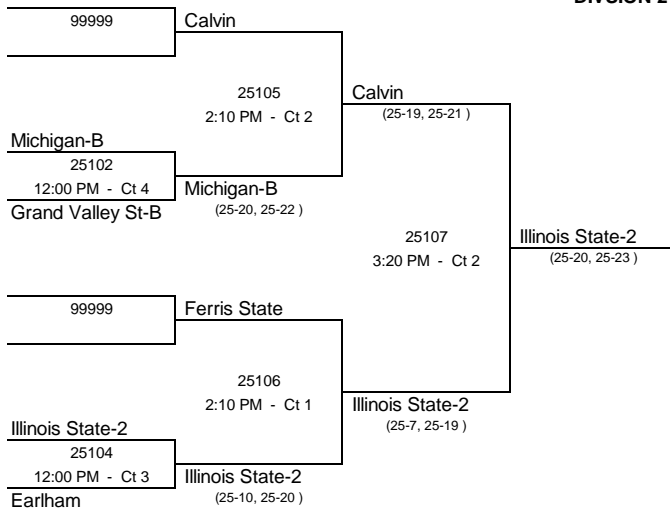 DIVSION 2
99999
Calvin
25105
2:10 PM - Ct 2
Calvin
(25-19, 25-21 )
Michigan-B
25102
12:00 PM - Ct 4
Grand Valley St-B
Michigan-B
(25-20, 25-22 )
25107
3:20 PM - Ct 2
Illinois State-2
(25-20, 25-23 )
99999
Ferris State
25106
2:10 PM - Ct 1
Illinois State-2
(25-7, 25-19 )
Illinois State-2
25104
12:00 PM - Ct 3
Earlham
Illinois State-2
(25-10, 25-20 )